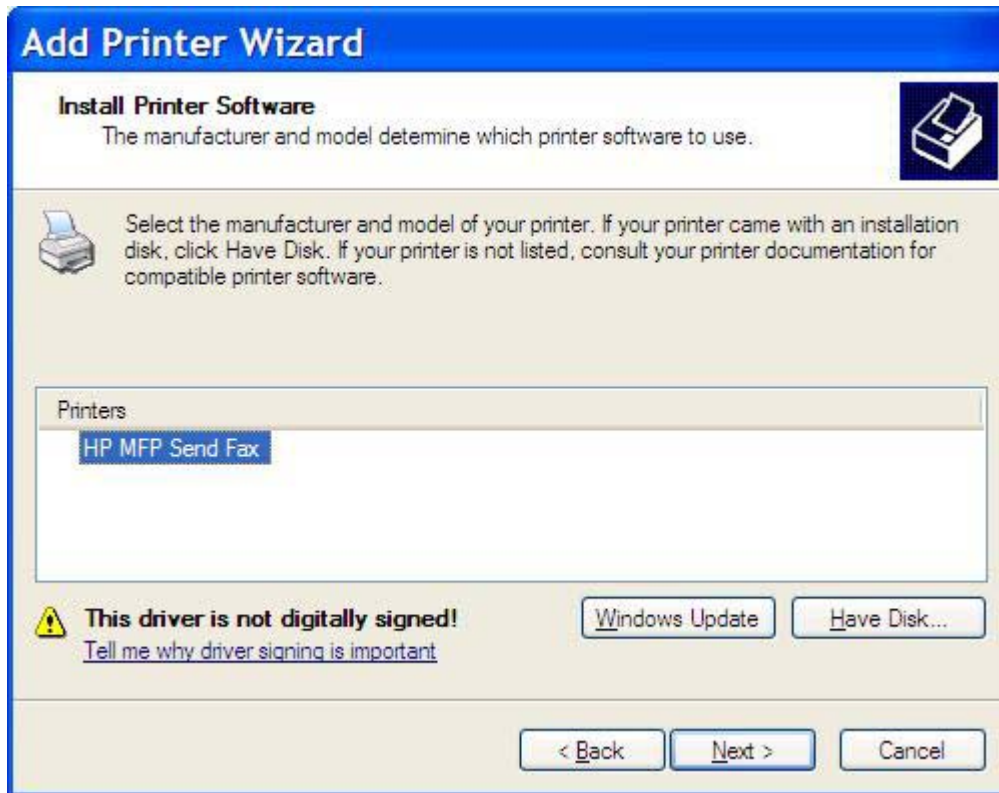 Add Printer Wizard
Install Printer Software
The manufacturer and model determine which printer software to use.
Select the manufacturer and model of your printer. If your printer came with an installation
disk, click Have Disk. If your printer is not listed, consult your printer documentation for
compatible printer software.
Printers
HP MFP Send Fax
This driver is not digitally signed!
Tell me why driver signing is important
Windows Update
Have Disk...
< Back
Next >
Cancel